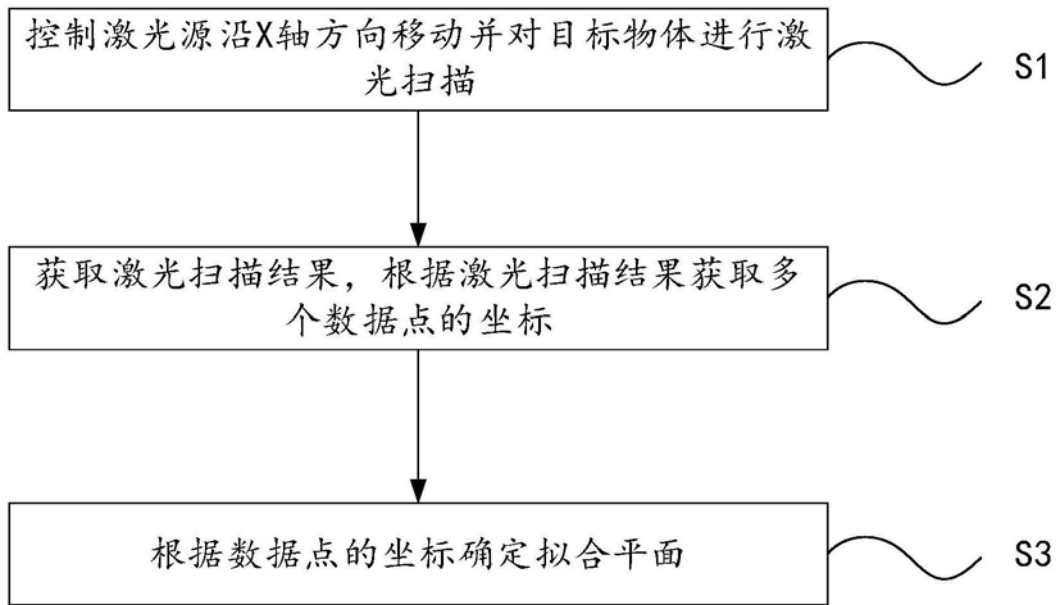 控制激光源沿X轴方向移动并对目标物体进行激
光扫描
S1
获取激光扫描结果，根据激光扫描结果获取多
个数据点的坐标
S2
根据数据点的坐标确定拟合平面
S3